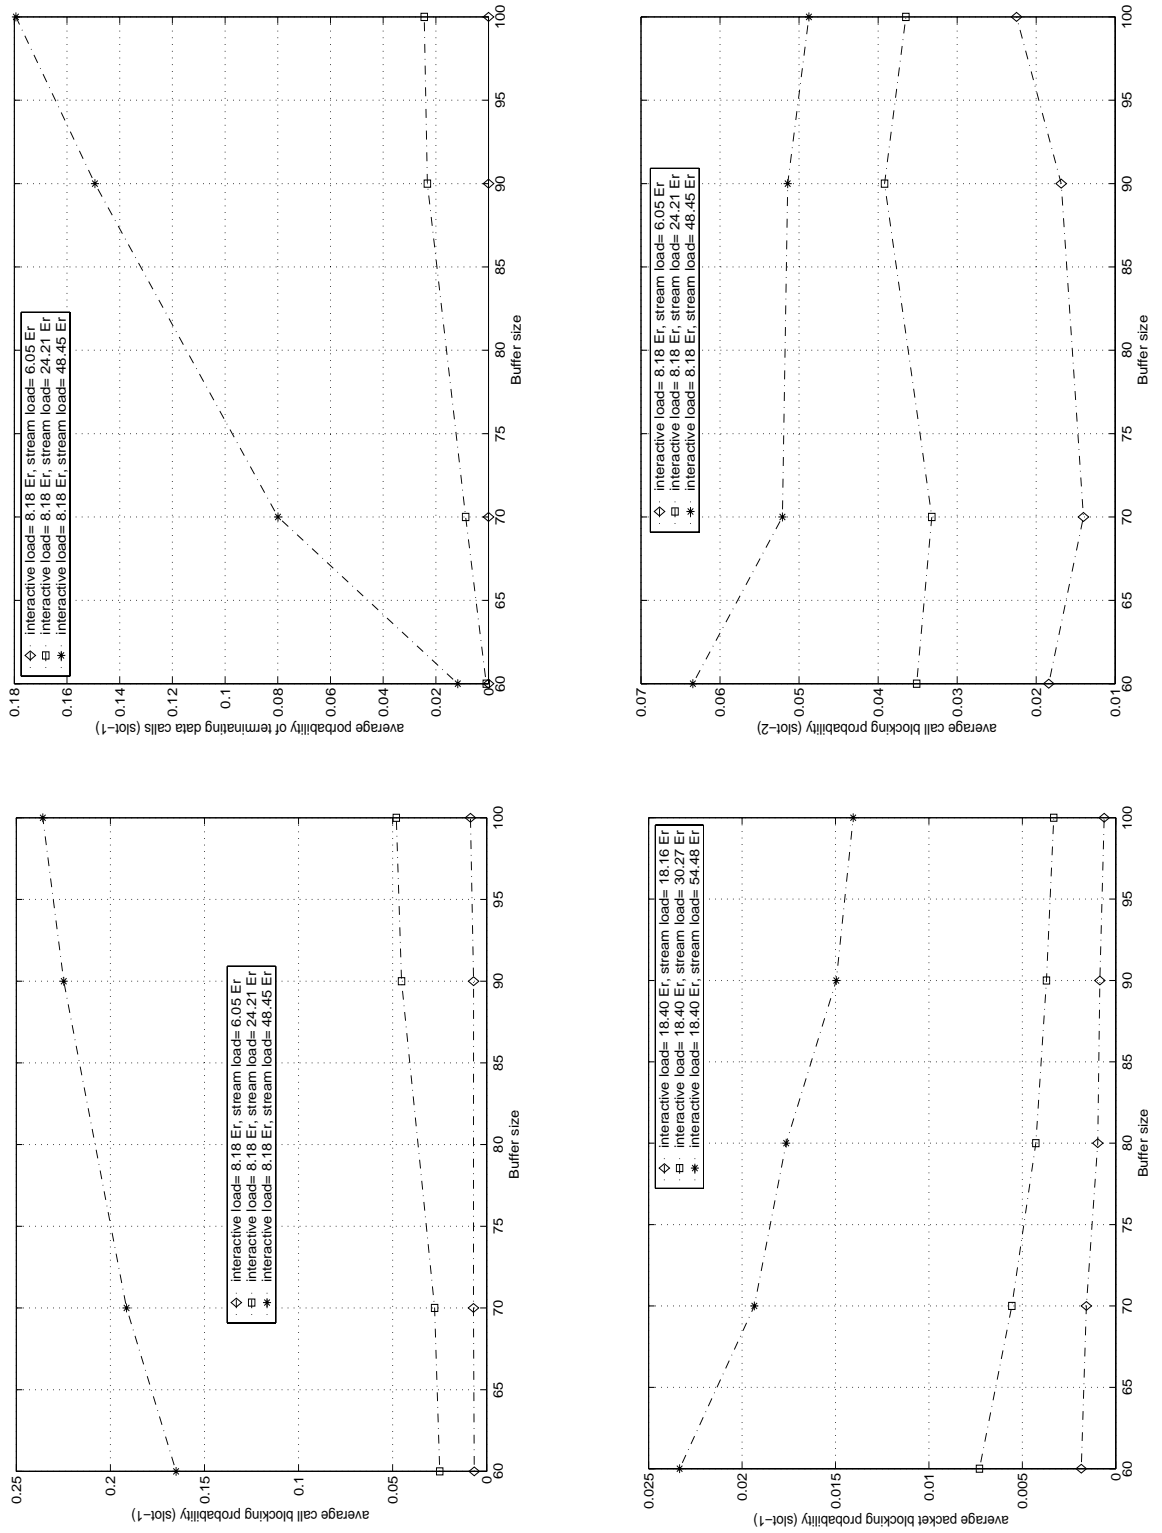 average call blocking probability (slot−1)
0.25
0.2
0.15
0.1
0.05
0
interactive load= 8.18 Er, stream load= 6.05 Er
interactive load= 8.18 Er, stream load= 24.21 Er
interactive load= 8.18 Er, stream load= 48.45 Er
60 65 70 75 80 85 90 95 100
Buffer size
average porbability of terminating data calls (slot−1)
0.18
0.16
0.14
0.12
0.1
0.08
0.06
0.04
0.02
0
interactive load= 8.18 Er, stream load= 6.05 Er
interactive load= 8.18 Er, stream load= 24.21 Er
interactive load= 8.18 Er, stream load= 48.45 Er
60 65 70 75 80 85 90 95 100
Buffer size
average packet blocking probability (slot−1)
0.025
0.02
0.015
0.01
0.005
0
interactive load= 18.40 Er, stream load= 18.16 Er
interactive load= 18.40 Er, stream load= 30.27 Er
interactive load= 18.40 Er, stream load= 54.48 Er
60 65 70 75 80 85 90 95 100
Buffer size
average call blocking probability (slot−2)
0.07
0.06
0.05
0.04
0.03
0.02
0.01
interactive load= 8.18 Er, stream load= 6.05 Er
interactive load= 8.18 Er, stream load= 24.21 Er
interactive load= 8.18 Er, stream load= 48.45 Er
60 65 70 75 80 85 90 95 100
Buffer size